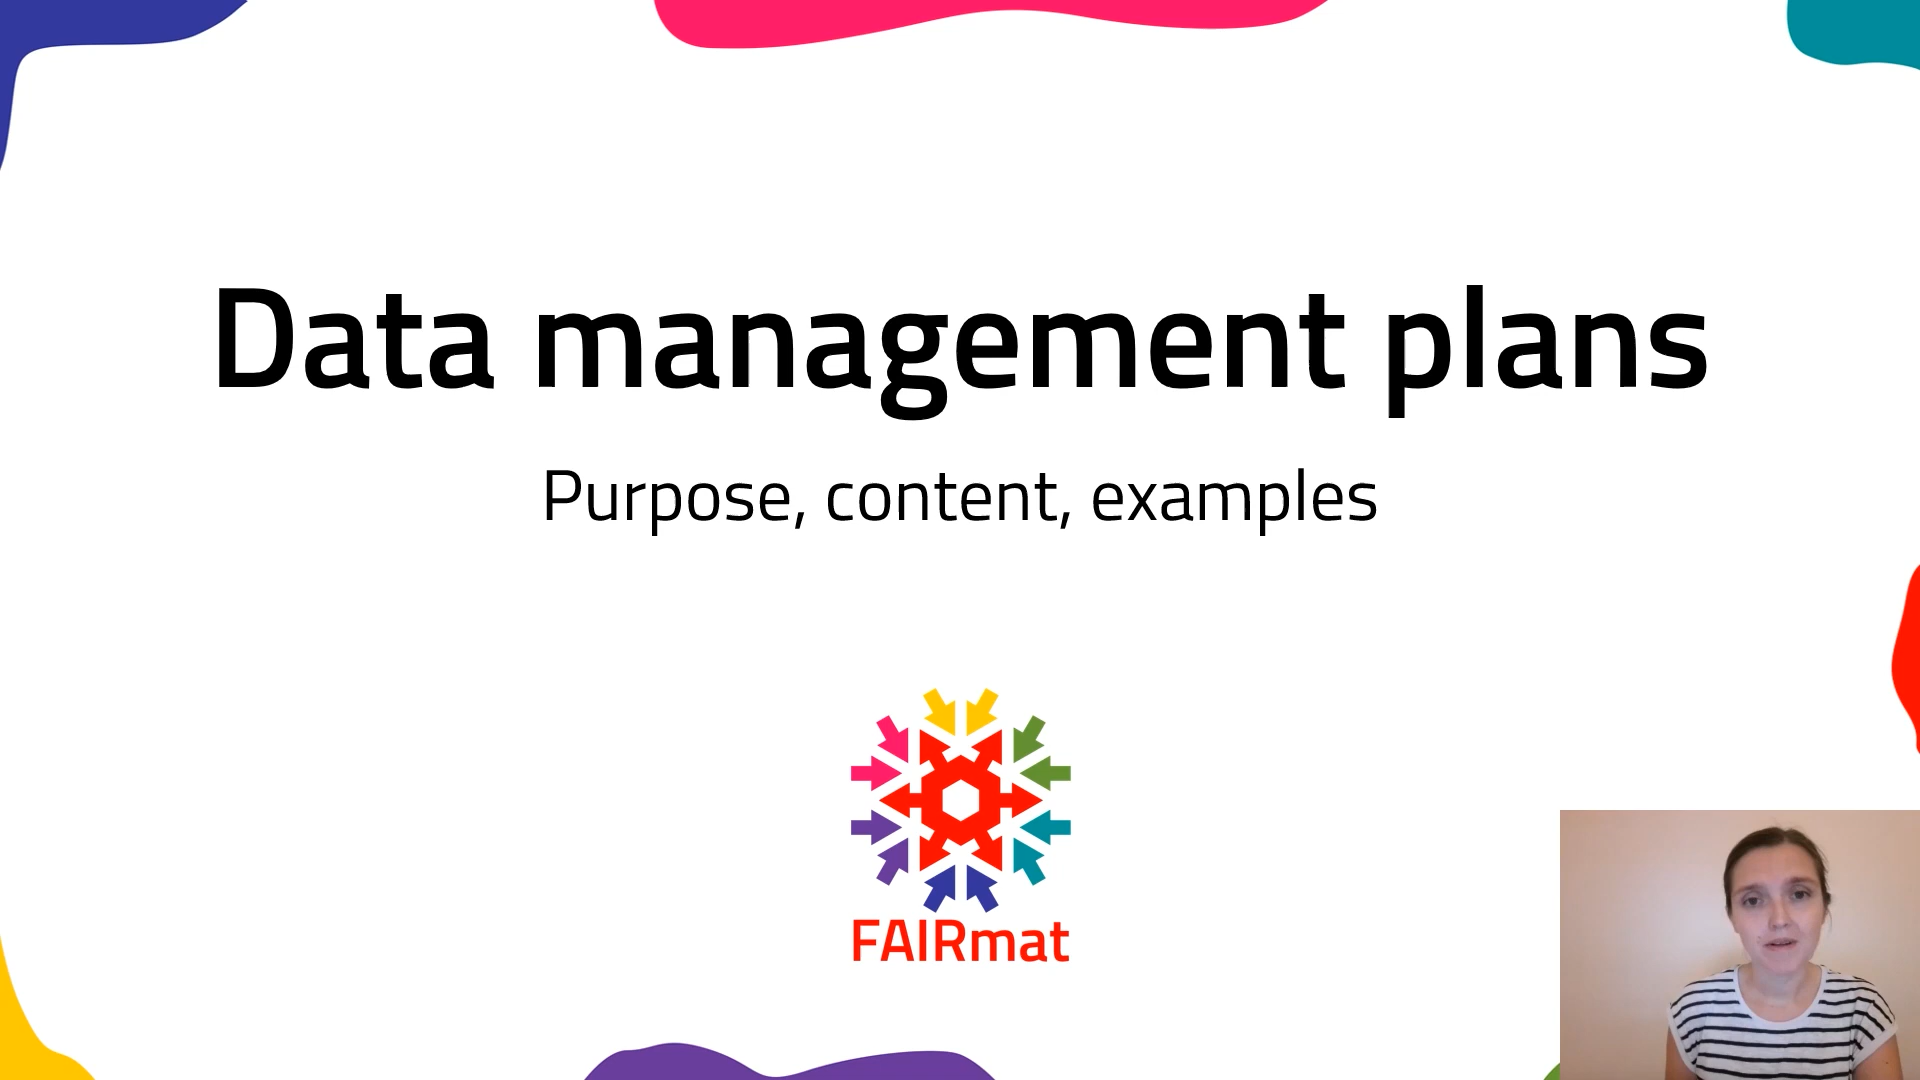 Data management plans
Purpose, content, examples
FAIRmat